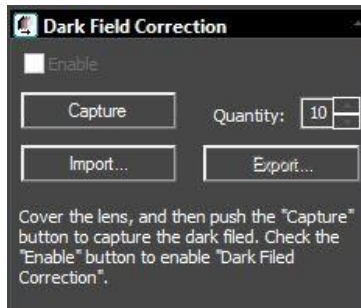 Dark Field Correction
Enable
Capture
Quantity: 10
Import...
Export...
Cover the lens, and then push the "Capture"
button to capture the dark filed. Check the
"Enable" button to enable "Dark Filed
Correction".